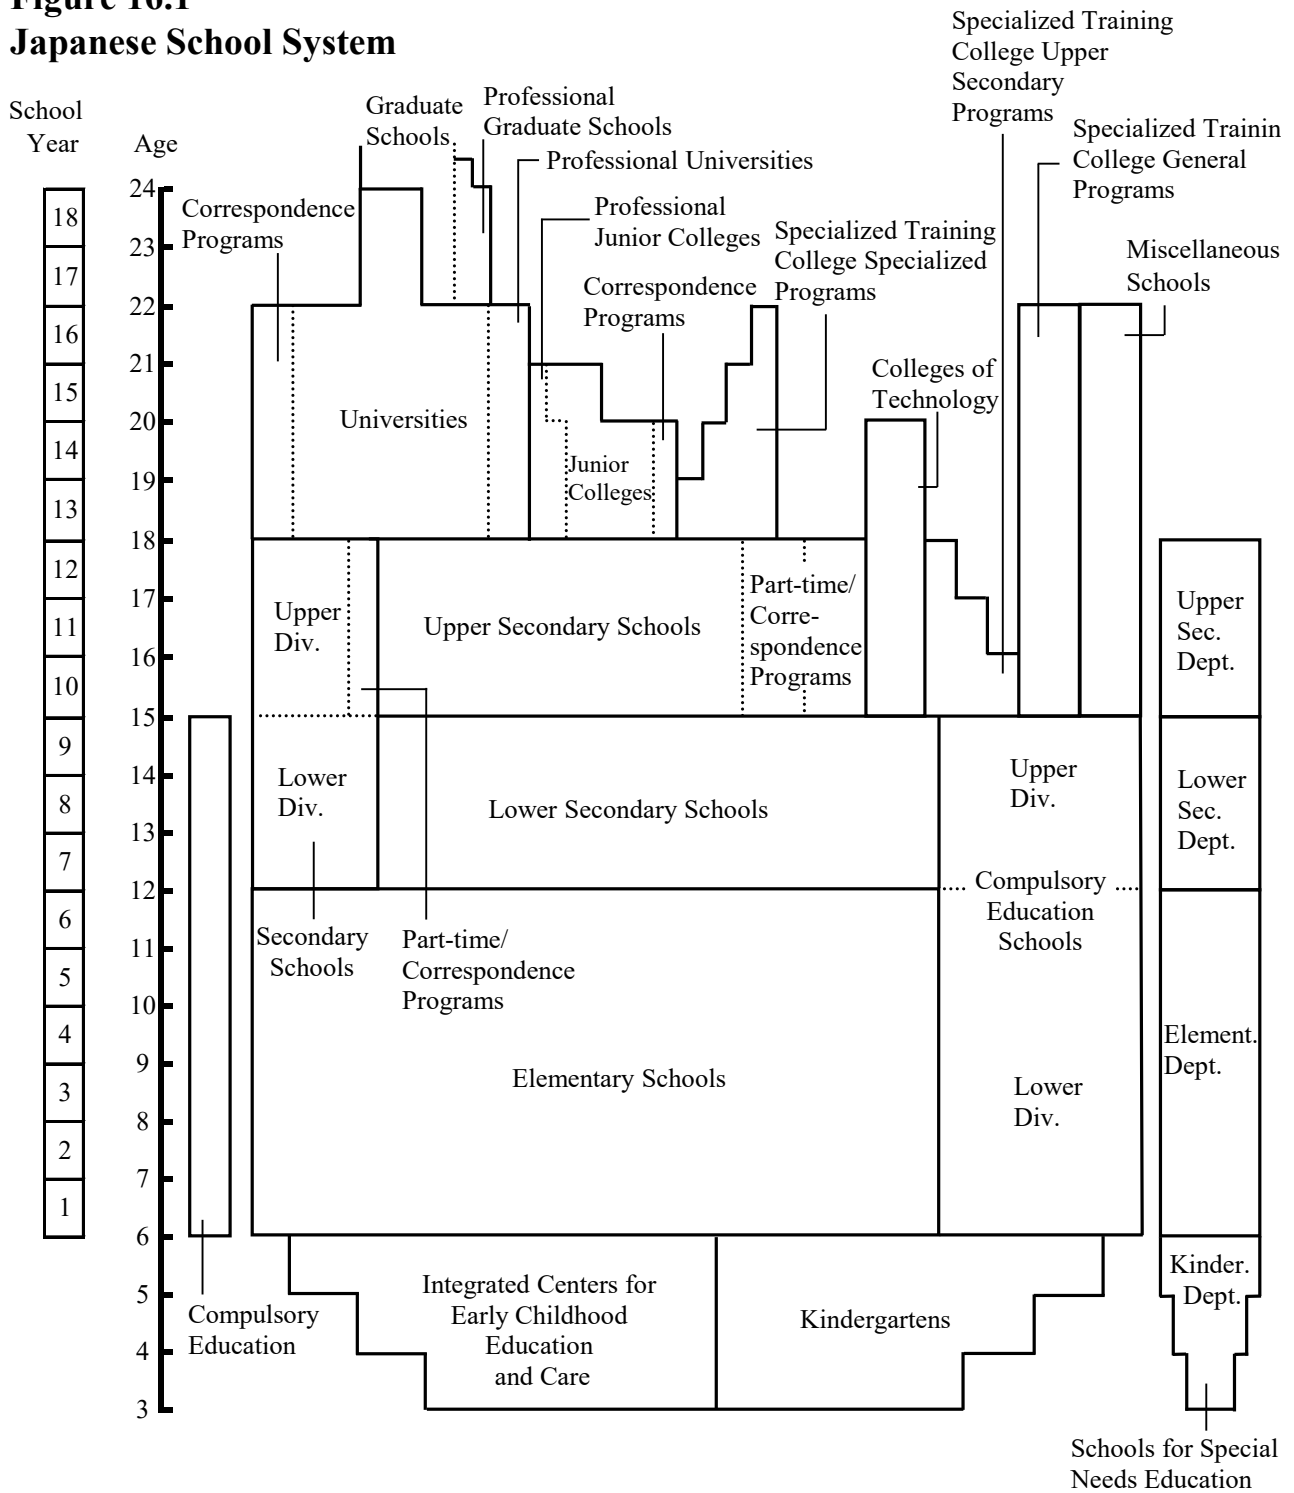 Figure 16.1
Japanese School System
Specialized Training
College Upper
Secondary
Programs
School
Year
Age
Graduate
Schools
Professional
Graduate Schools
Professional Universities
Specialized Trainin
College General
Programs
Correspondence
Programs
Professional
Junior Colleges
Specialized Training
College Specialized
Programs
Miscellaneous
Schools
Correspondence
Programs
Colleges of
Technology
Universities
Junior
Colleges
24
23
22
21
20
19
18
17
16
15
14
13
12
11
10
9
8
7
6
5
4
3
18
17
16
15
14
13
12
11
10
9
8
7
6
5
4
3
2
1
Upper
Div.
Upper Secondary Schools
Part-time/
Corre-
spondence
Programs
Upper
Sec.
Dept.
Lower
Div.
Lower Secondary Schools
Upper
Div.
Lower
Sec.
Dept.
Compulsory
Education
Schools
Secondary
Schools
Part-time/
Correspondence
Programs
Elementary Schools
Lower
Div.
Element.
Dept.
Compulsory
Education
Integrated Centers for
Early Childhood
Education
and Care
Kindergartens
Kinder.
Dept.
Schools for Special
Needs Education